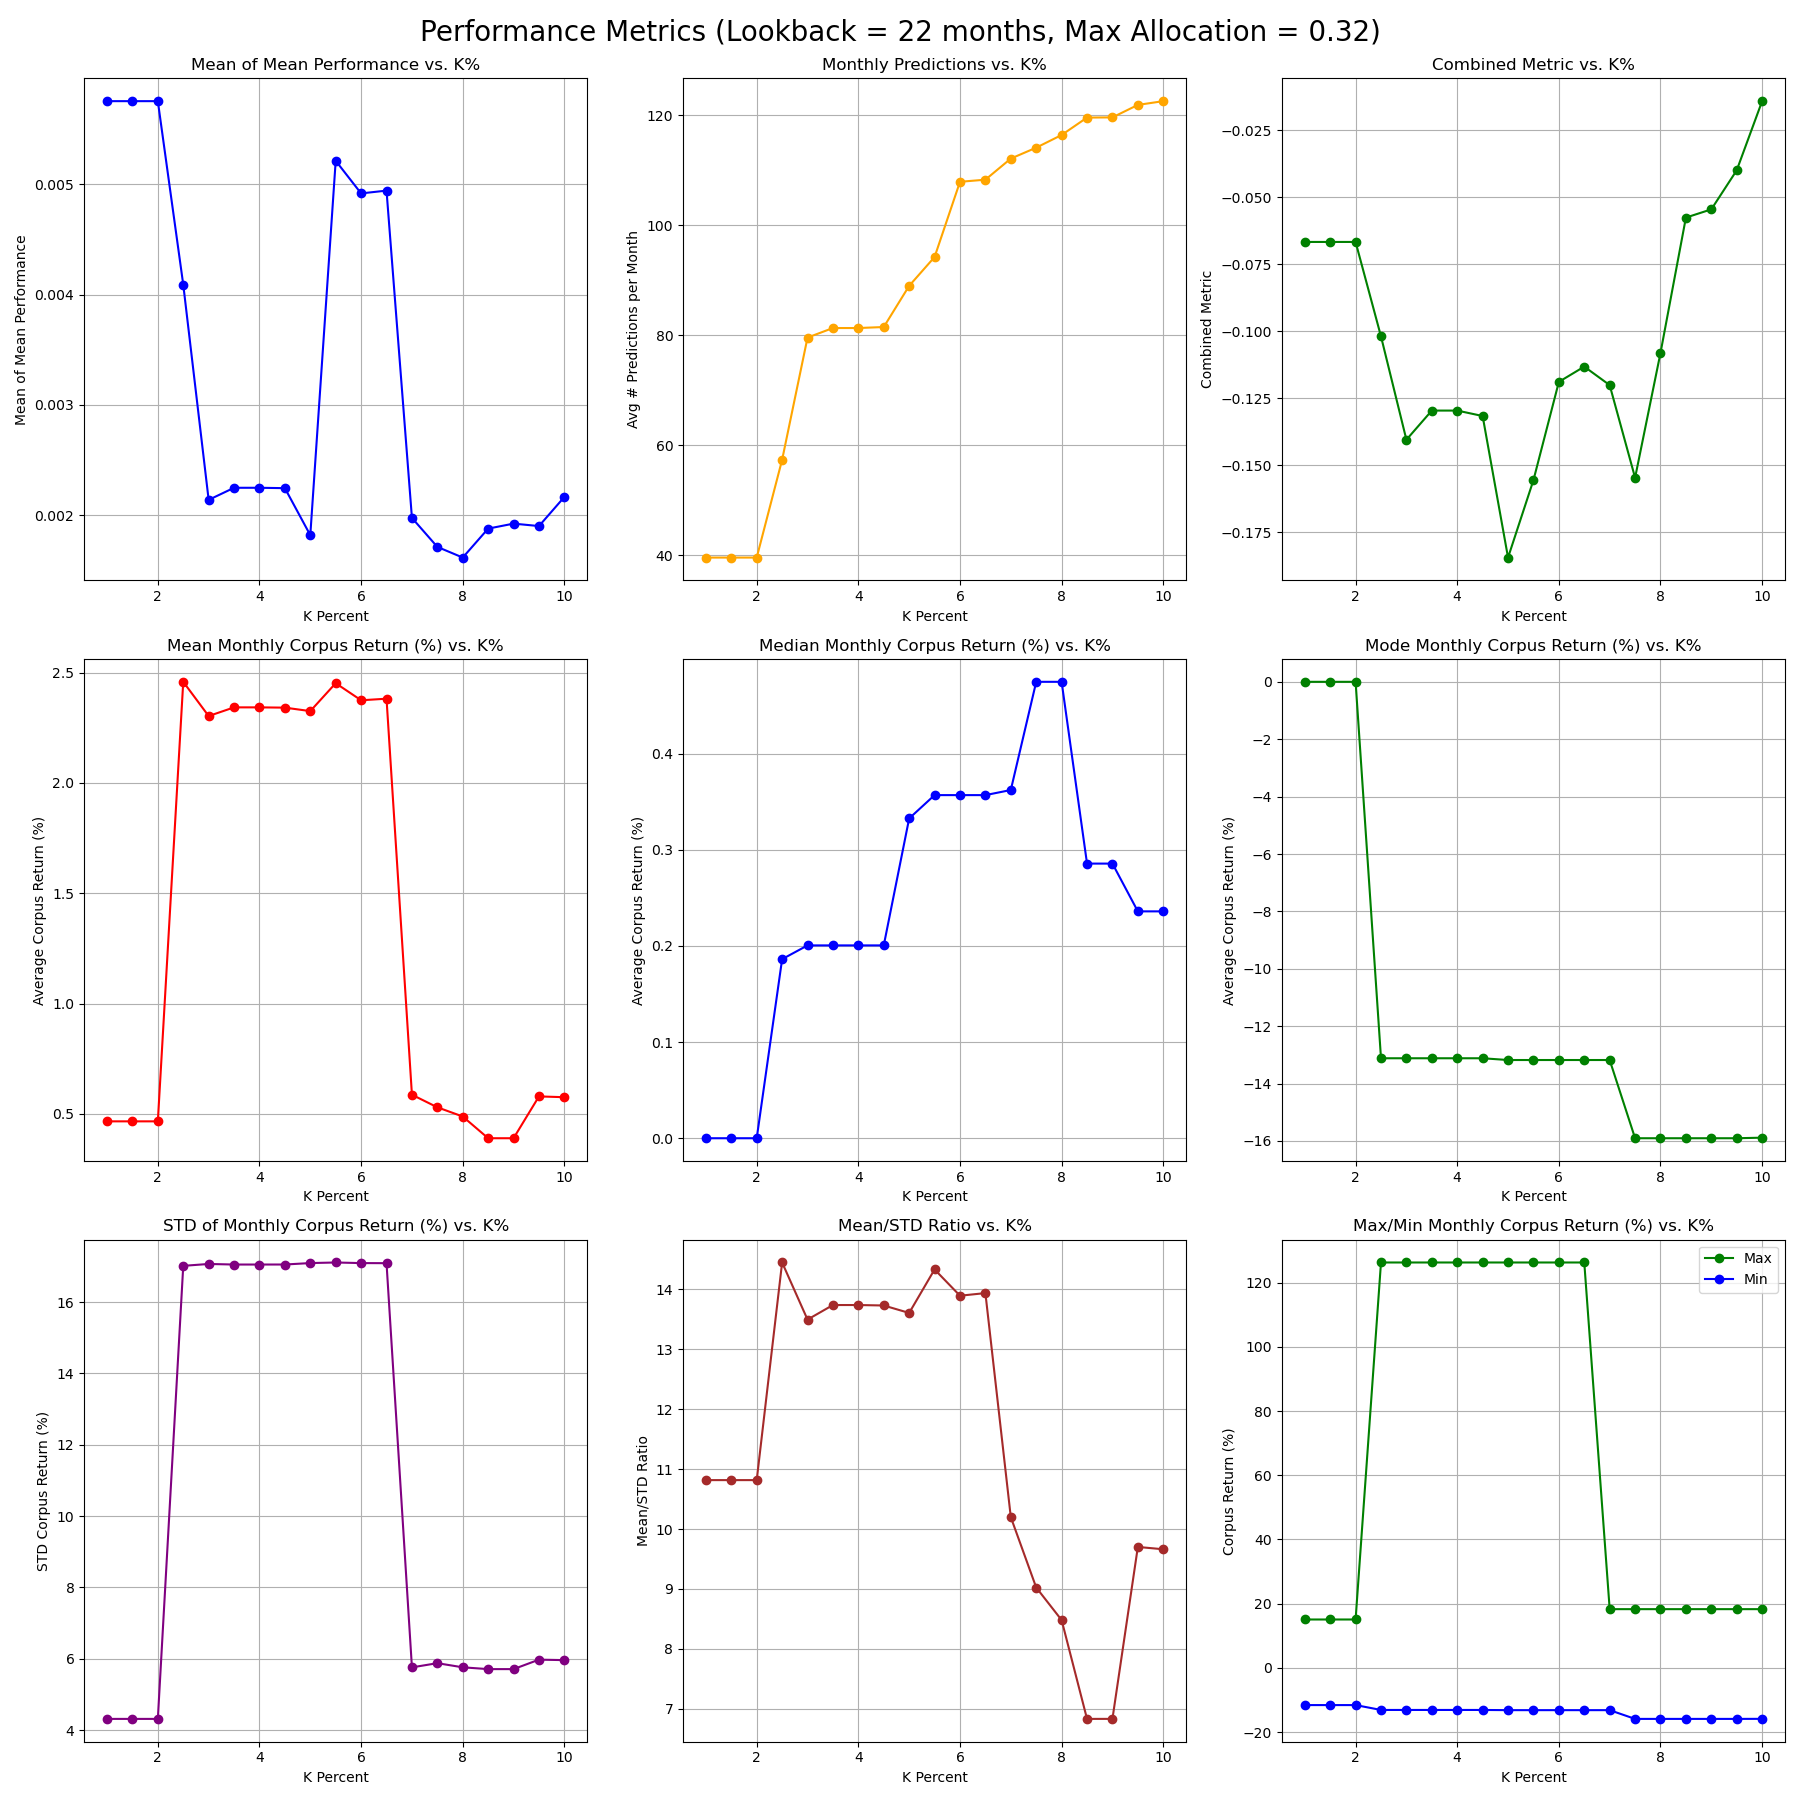 Performance Metrics (Lookback = 22 months, Max Allocation = 0.32)
Mean of Mean Performance vs. K%
Mean of Mean Performance
0.005
0.004
0.003
0.002
2 4 6 8 10
K Percent
Monthly Predictions vs. K%
Avg # Predictions per Month
120
100
80
60
40
2 4 6 8 10
K Percent
Combined Metric vs. K%
Combined Metric
−0.025
−0.050
−0.075
−0.100
−0.125
−0.150
−0.175
2 4 6 8 10
K Percent
Mean Monthly Corpus Return (%) vs. K%
Average Corpus Return (%)
2.5
2.0
1.5
1.0
0.5
2 4 6 8 10
K Percent
Median Monthly Corpus Return (%) vs. K%
Average Corpus Return (%)
0.4
0.3
0.2
0.1
0.0
2 4 6 8 10
K Percent
Mode Monthly Corpus Return (%) vs. K%
Average Corpus Return (%)
0
−2
−4
−6
−8
−10
−12
−14
−16
2 4 6 8 10
K Percent
STD of Monthly Corpus Return (%) vs. K%
STD Corpus Return (%)
16
14
12
10
8
6
4
2 4 6 8 10
K Percent
Mean/STD Ratio vs. K%
Mean/STD Ratio
14
13
12
11
10
9
8
7
2 4 6 8 10
K Percent
Max/Min Monthly Corpus Return (%) vs. K%
Corpus Return (%)
Max
Min
120
100
80
60
40
20
0
−20
2 4 6 8 10
K Percent